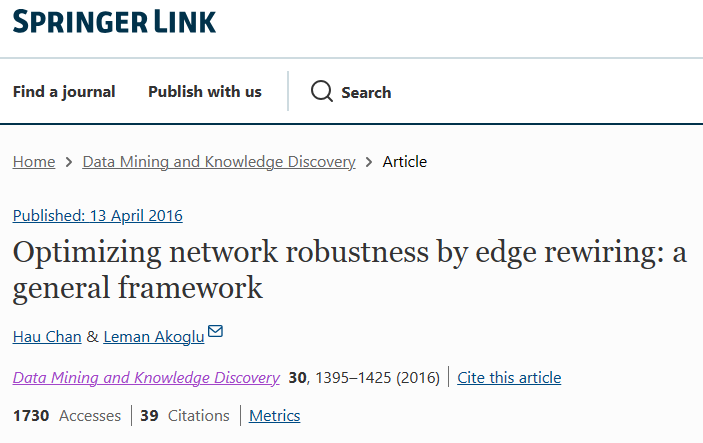 SPRINGER LINK
Find a journal Publish with us Search
Home > Data Mining and Knowledge Discovery > Article
Published: 13 April 2016
Optimizing network robustness by edge rewiring: a
general framework
Hau Chan & Leman Akoglu
Data Mining and Knowledge Discovery 30, 1395–1425 (2016) Cite this article
1730 Accesses 39 Citations Metrics